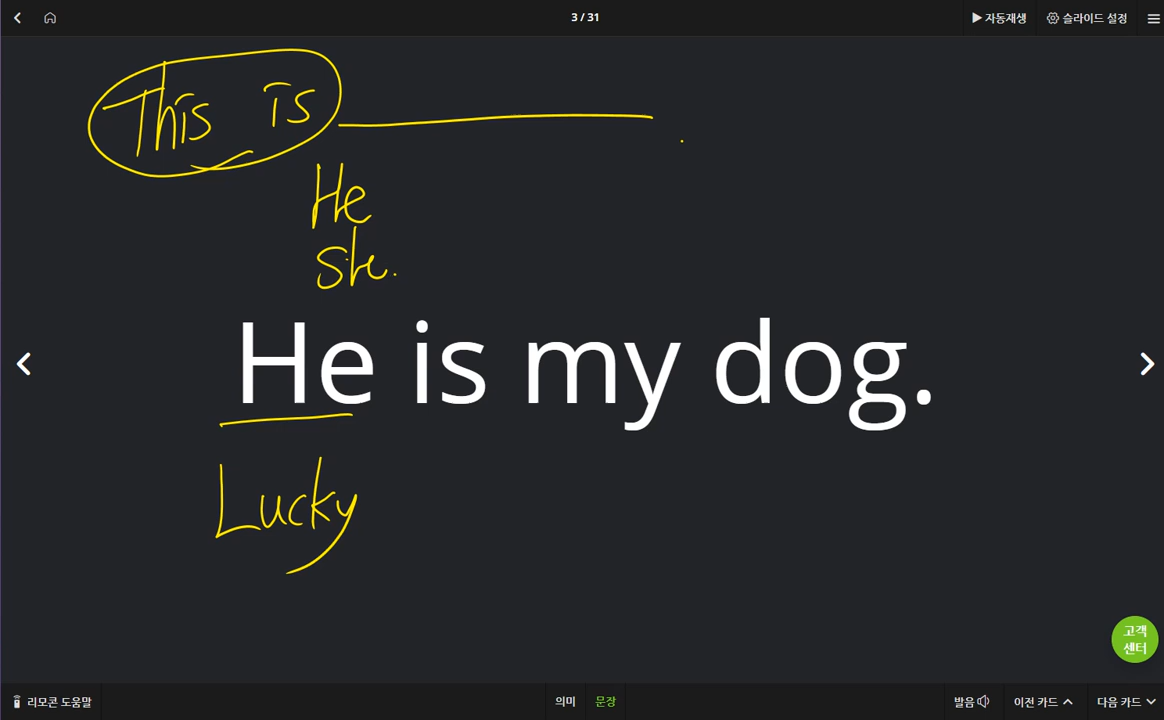 3 / 31
자동재생
슬라이드 설정
This is
He
She.
He is my dog.
Lucky
고객
센터
리모콘 도움말
의미
문장
발음
이전 카드
다음 카드